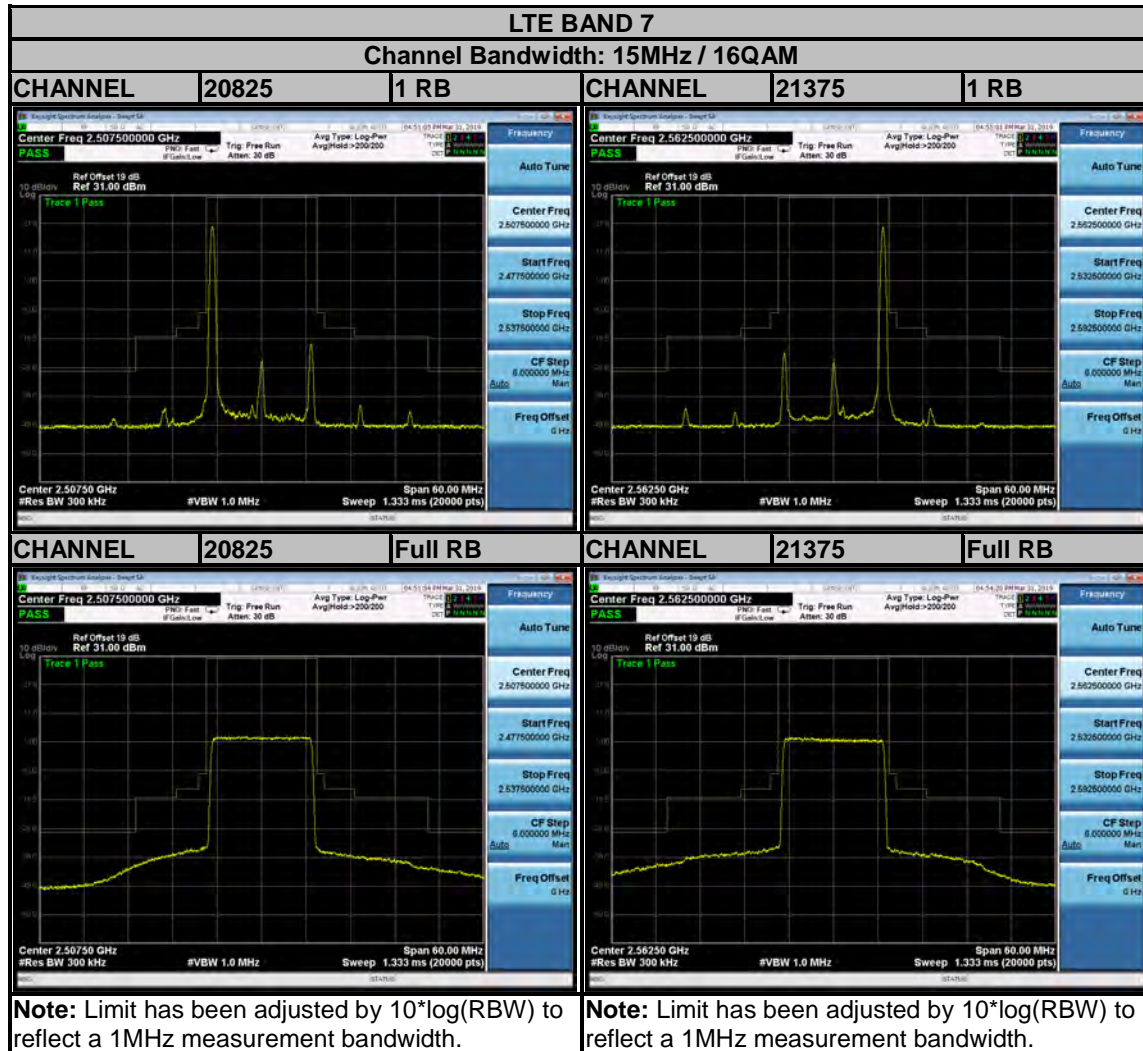 LTE BAND 7
Channel Bandwidth: 15MHz / 16QAM
CHANNEL 20825 1 RB CHANNEL 21375 1 RB
Center Freq 2.507500000 GHz
PASS
PNO: Fast
IFGain:Low
Trig: Free Run
Atten: 30 dB
Avg Type: Log-Pwr
Avg|Hold:>200/200
Frequency
Auto Tune
Ref Offset 19 dB
10 dB/div Ref 31.00 dBm
Log
Trace 1 Pass
Center Freq
2.507500000 GHz
Start Freq
2.477500000 GHz
Stop Freq
2.537500000 GHz
CF Step
6.000000 MHz
Auto Man
Freq Offset
0 Hz
Center 2.50750 GHz Span 60.00 MHz
#Res BW 300 kHz #VBW 1.0 MHz Sweep 1.333 ms (20000 pts)
STATUS
Center Freq 2.562500000 GHz
PASS
PNO: Fast
IFGain:Low
Trig: Free Run
Atten: 30 dB
Avg Type: Log-Pwr
Avg|Hold:>200/200
Frequency
Auto Tune
Ref Offset 19 dB
10 dB/div Ref 31.00 dBm
Log
Trace 1 Pass
Center Freq
2.562500000 GHz
Start Freq
2.532500000 GHz
Stop Freq
2.592500000 GHz
CF Step
6.000000 MHz
Auto Man
Freq Offset
0 Hz
Center 2.56250 GHz Span 60.00 MHz
#Res BW 300 kHz #VBW 1.0 MHz Sweep 1.333 ms (20000 pts)
STATUS
CHANNEL 20825 Full RB CHANNEL 21375 Full RB
Center Freq 2.507500000 GHz
PASS
PNO: Fast
IFGain:Low
Trig: Free Run
Atten: 30 dB
Avg Type: Log-Pwr
Avg|Hold:>200/200
Frequency
Auto Tune
Ref Offset 19 dB
10 dB/div Ref 31.00 dBm
Log
Trace 1 Pass
Center Freq
2.507500000 GHz
Start Freq
2.477500000 GHz
Stop Freq
2.537500000 GHz
CF Step
6.000000 MHz
Auto Man
Freq Offset
0 Hz
Center 2.50750 GHz Span 60.00 MHz
#Res BW 300 kHz #VBW 1.0 MHz Sweep 1.333 ms (20000 pts)
STATUS
Center Freq 2.562500000 GHz
PASS
PNO: Fast
IFGain:Low
Trig: Free Run
Atten: 30 dB
Avg Type: Log-Pwr
Avg|Hold:>200/200
Frequency
Auto Tune
Ref Offset 19 dB
10 dB/div Ref 31.00 dBm
Log
Trace 1 Pass
Center Freq
2.562500000 GHz
Start Freq
2.532500000 GHz
Stop Freq
2.592500000 GHz
CF Step
6.000000 MHz
Auto Man
Freq Offset
0 Hz
Center 2.56250 GHz Span 60.00 MHz
#Res BW 300 kHz #VBW 1.0 MHz Sweep 1.333 ms (20000 pts)
STATUS
Note: Limit has been adjusted by 10*log(RBW) to
reflect a 1MHz measurement bandwidth.
Note: Limit has been adjusted by 10*log(RBW) to
reflect a 1MHz measurement bandwidth.